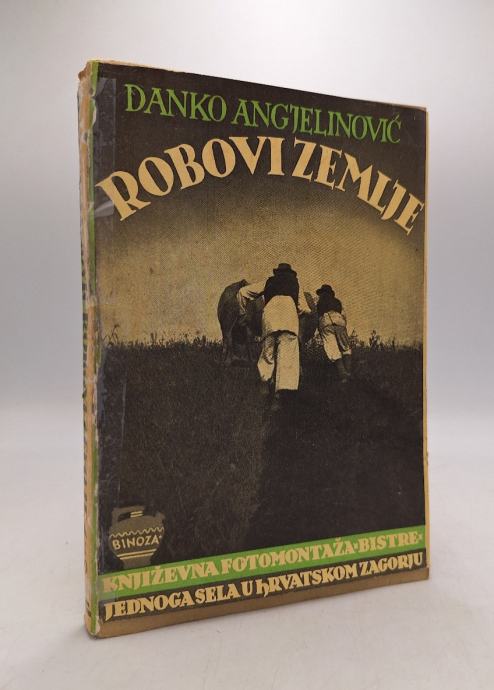 DANKO ANGJELINOVIĆ
ROBOVI ZEMLJE
BINOZA
KNJIŽEVNA FOTOMONTAŽA "BISTRE"
JEDNOGA SELA U HRVATSKOM ZAGORJU